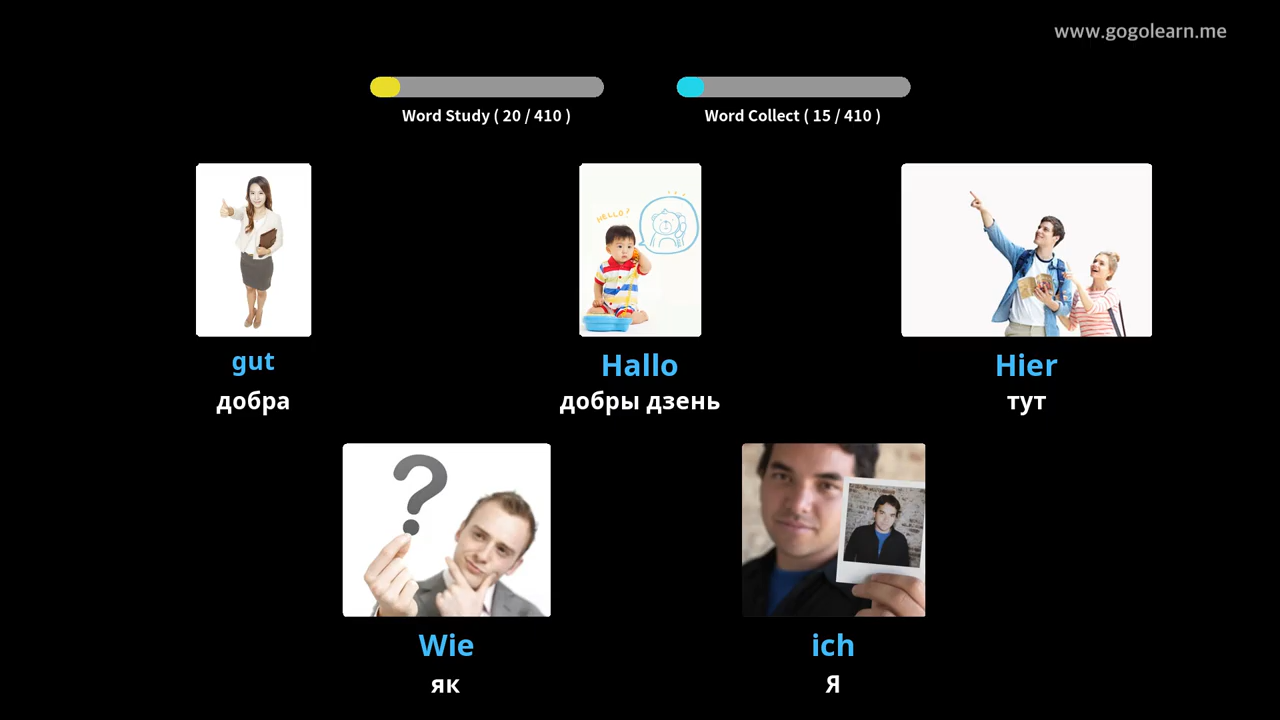 www.gogolearn.me
Word Study ( 20 / 410 )
Word Collect ( 15 / 410 )
HELLO?
gut
Hallo
Hier
добра
добры дзень
тут
Wie
ich
як
Я